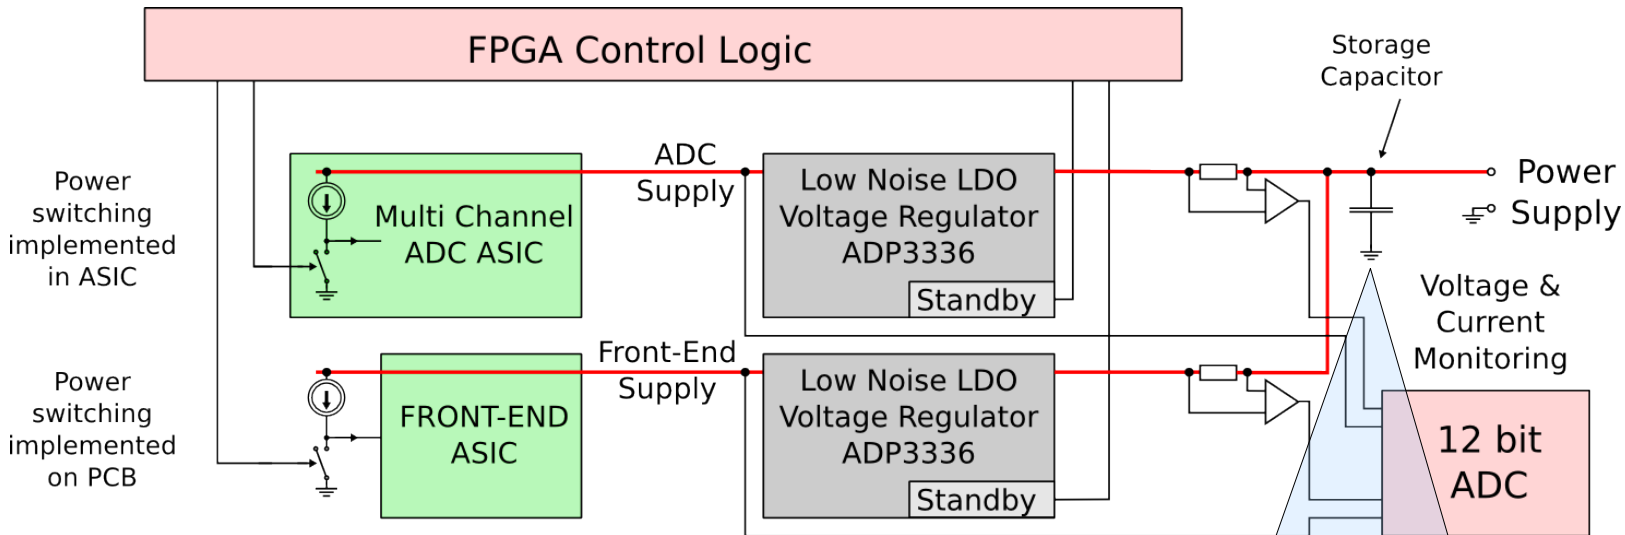 FPGA Control Logic
Storage
Capacitor
Power
switching
implemented
in ASIC
Multi Channel
ADC ASIC
ADC
Supply
Low Noise LDO
Voltage Regulator
ADP3336
Standby
Power
Supply
Voltage &
Current
Monitoring
Power
switching
implemented
on PCB
FRONT-END
ASIC
Front-End
Supply
Low Noise LDO
Voltage Regulator
ADP3336
Standby
12 bit
ADC